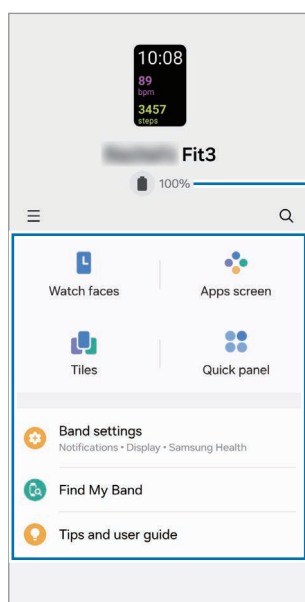 10:08
89
bpm
3457
steps
Fit3
100%
Watch faces
Apps screen
Tiles
Quick panel
Band settings
Notifications • Display • Samsung Health
Find My Band
Tips and user guide